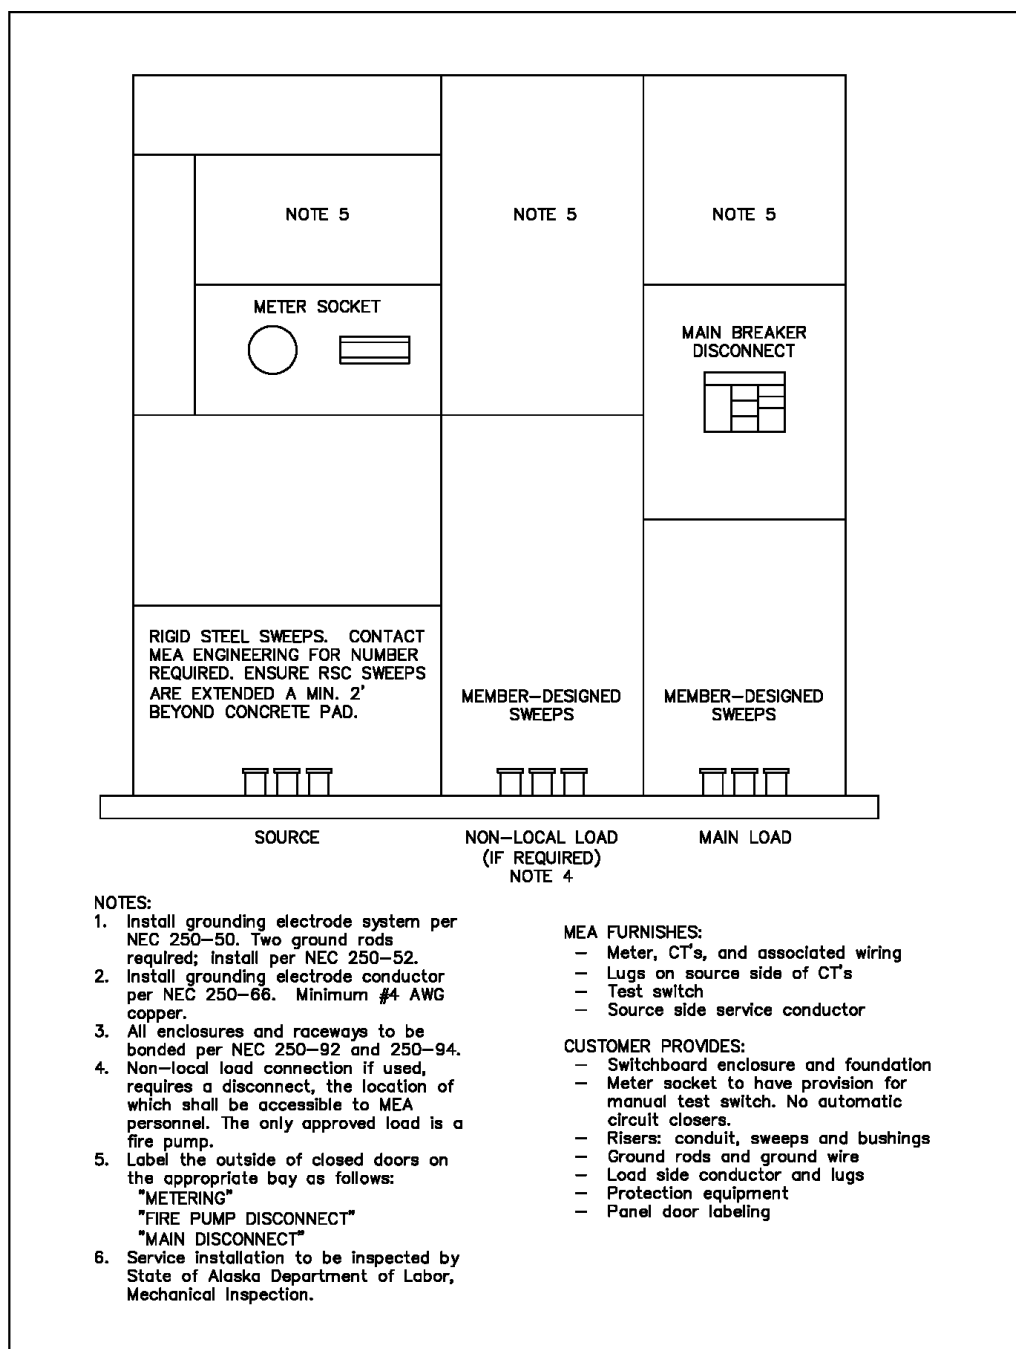 NOTE 5
NOTE 5
NOTE 5
METER SOCKET
MAIN BREAKER
DISCONNECT
RIGID STEEL SWEEPS. CONTACT
MEA ENGINEERING FOR NUMBER
REQUIRED. ENSURE RSC SWEEPS
ARE EXTENDED A MIN. 2'
BEYOND CONCRETE PAD.
MEMBER-DESIGNED
SWEEPS
MEMBER-DESIGNED
SWEEPS
SOURCE
NON-LOCAL LOAD
(IF REQUIRED)
NOTE 4
MAIN LOAD
NOTES:
1. Install grounding electrode system per
NEC 250-50. Two ground rods
required; install per NEC 250-52.
2. Install grounding electrode conductor
per NEC 250-66. Minimum #4 AWG
copper.
3. All enclosures and raceways to be
bonded per NEC 250-92 and 250-94.
4. Non-local load connection if used,
requires a disconnect, the location of
which shall be accessible to MEA
personnel. The only approved load is a
fire pump.
5. Label the outside of closed doors on
the appropriate bay as follows:
"METERING"
"FIRE PUMP DISCONNECT"
"MAIN DISCONNECT"
6. Service installation to be inspected by
State of Alaska Department of Labor,
Mechanical Inspection.
MEA FURNISHES:
- Meter, CT's, and associated wiring
- Lugs on source side of CT's
- Test switch
- Source side service conductor
CUSTOMER PROVIDES:
- Switchboard enclosure and foundation
- Meter socket to have provision for
manual test switch. No automatic
circuit closers.
- Risers: conduit, sweeps and bushings
- Ground rods and ground wire
- Load side conductor and lugs
- Protection equipment
- Panel door labeling